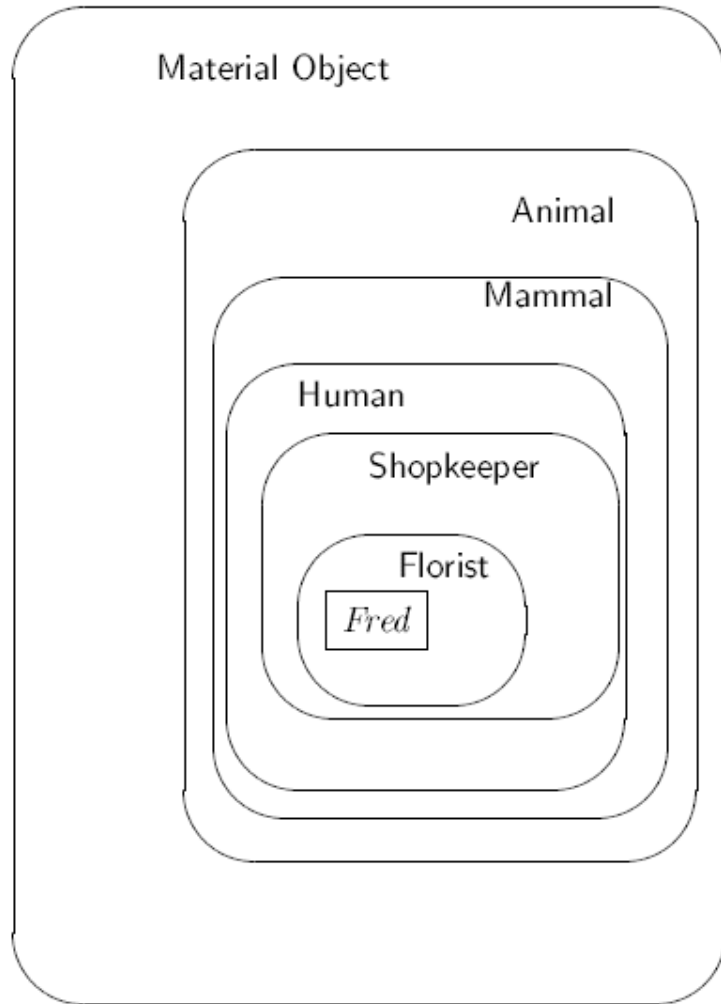 Material Object
Animal
Mammal
Human
Shopkeeper
Florist
Fred